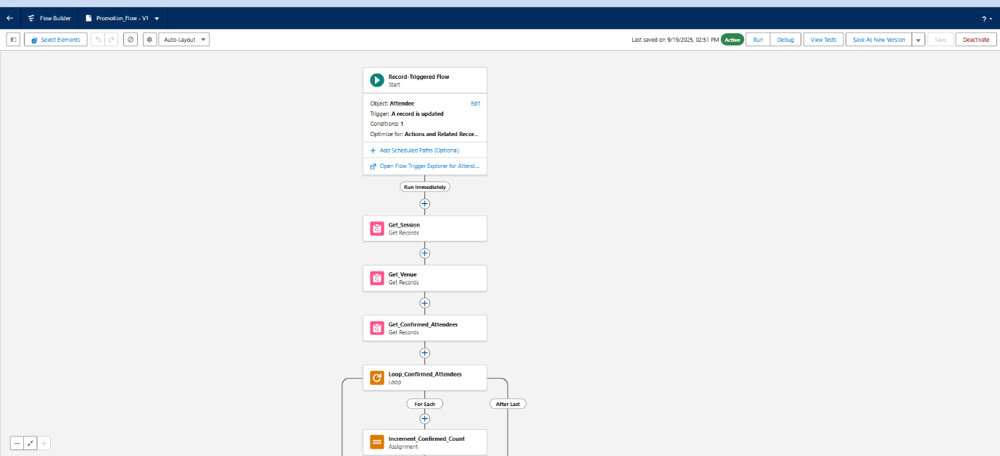 Flow Builder
Promotion_Flow - V1
?
Select Elements
Auto-Layout
Last saved on 9/19/2025, 02:51 PM
Active
Run
Debug
View Tests
Save As New Version
Save
Deactivate
Record-Triggered Flow
Start
Object: Attendee
Edit
Trigger: A record is updated
Conditions: 1
Optimize for: Actions and Related Recor...
Add Scheduled Paths (Optional)
Open Flow Trigger Explorer for Attend...
Run Immediately
Get_Session
Get Records
Get_Venue
Get Records
Get_Confirmed_Attendees
Get Records
Loop_Confirmed_Attendees
Loop
For Each
After Last
Increment_Confirmed_Count
Assignment